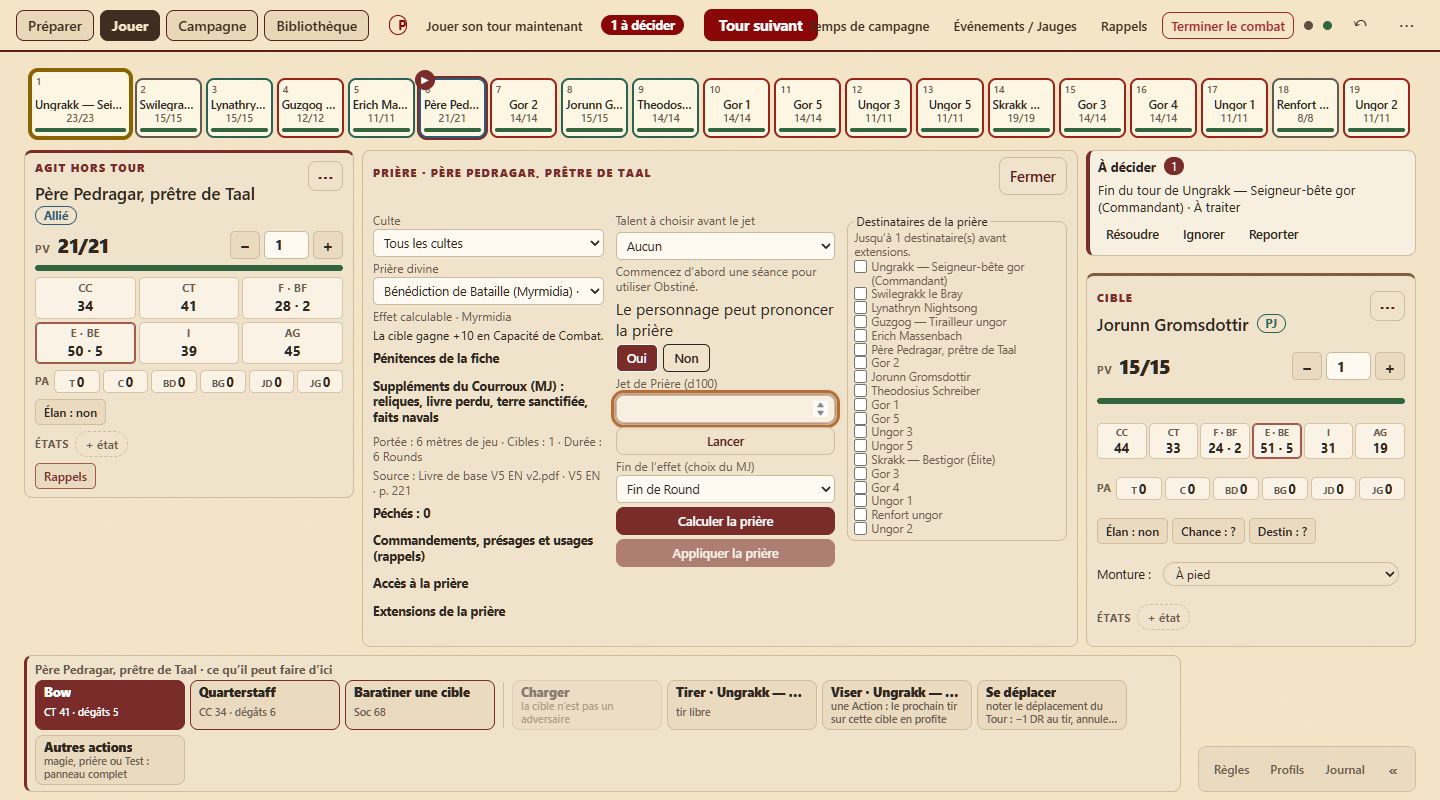 Préparer Jouer Campagne Bibliothèque P Jouer son tour maintenant 1 à décider Tour suivant emps de campagne Événements / Jauges Rappels Terminer le combat ⋯
1 Ungrakk — Sei… 23/23
2 Swilegra… 15/15
3 Lynathry… 15/15
4 Guzgog … 12/12
5 Erich Ma… 11/11
Père Ped… 21/21
7 Gor 2 14/14
8 Jorunn G… 15/15
9 Theodos… 14/14
10 Gor 1 14/14
11 Gor 5 14/14
12 Ungor 3 11/11
13 Ungor 5 11/11
14 Skrakk … 19/19
15 Gor 3 14/14
16 Gor 4 14/14
17 Ungor 1 11/11
18 Renfort … 8/8
19 Ungor 2 11/11
AGIT HORS TOUR
...
Père Pedragar, prêtre de Taal
Allié
PV 21/21 − 1 +
CC CT F · BF
34 41 28 · 2
E · BE I AG
50 · 5 39 45
PA T 0 C 0 BD 0 BG 0 JD 0 JG 0
Élan : non
ÉTATS + état
Rappels
PRIÈRE · PÈRE PEDRAGAR, PRÊTRE DE TAAL
Fermer
Culte
Tous les cultes
Prière divine
Bénédiction de Bataille (Myrmidia) ·
Effet calculable · Myrmidia
La cible gagne +10 en Capacité de Combat.
Pénitences de la fiche
Suppléments du Courroux (MJ) :
reliques, livre perdu, terre sanctifiée,
faits navals
Portée : 6 mètres de jeu · Cibles : 1 · Durée :
6 Rounds
Source : Livre de base V5 EN v2.pdf · V5 EN
· p. 221
Péchés : 0
Commandements, présages et usages
(rappels)
Accès à la prière
Extensions de la prière
Talent à choisir avant le jet
Aucun
Commencez d’abord une séance pour
utiliser Obstiné.
Le personnage peut prononcer
la prière
Oui Non
Jet de Prière (d100)
Lancer
Fin de l’effet (choix du MJ)
Fin de Round
Calculer la prière
Appliquer la prière
Destinataires de la prière
Jusqu’à 1 destinataire(s) avant
extensions.
Ungrakk — Seigneur-bête gor
(Commandant)
Swilegrakk le Bray
Lynathryn Nightsong
Guzgog — Tirailleur ungor
Erich Massenbach
Père Pedragar, prêtre de Taal
Gor 2
Jorunn Gromsdottir
Theodosius Schreiber
Gor 1
Gor 5
Ungor 3
Ungor 5
Skrakk — Bestigor (Élite)
Gor 3
Gor 4
Ungor 1
Renfort ungor
Ungor 2
À décider 1
Fin du tour de Ungrakk — Seigneur-bête gor
(Commandant) · À traiter
Résoudre Ignorer Reporter
CIBLE
...
Jorunn Gromsdottir PJ
PV 15/15 − 1 +
CC CT F · BF E · BE I AG
44 33 24 · 2 51 · 5 31 19
PA T 0 C 0 BD 0 BG 0 JD 0 JG 0
Élan : non Chance : ? Destin : ?
Monture : À pied
ÉTATS + état
Père Pedragar, prêtre de Taal · ce qu’il peut faire d’ici
Bow
CT 41 · dégâts 5
Quarterstaff
CC 34 · dégâts 6
Baratiner une cible
Soc 68
Charger
la cible n’est pas un
adversaire
Tirer · Ungrakk — …
tir libre
Viser · Ungrakk — …
une Action : le prochain tir
sur cette cible en profite
Se déplacer
noter le déplacement du
Tour : −1 DR au tir, annule…
Autres actions
magie, prière ou Test :
panneau complet
Règles Profils Journal «